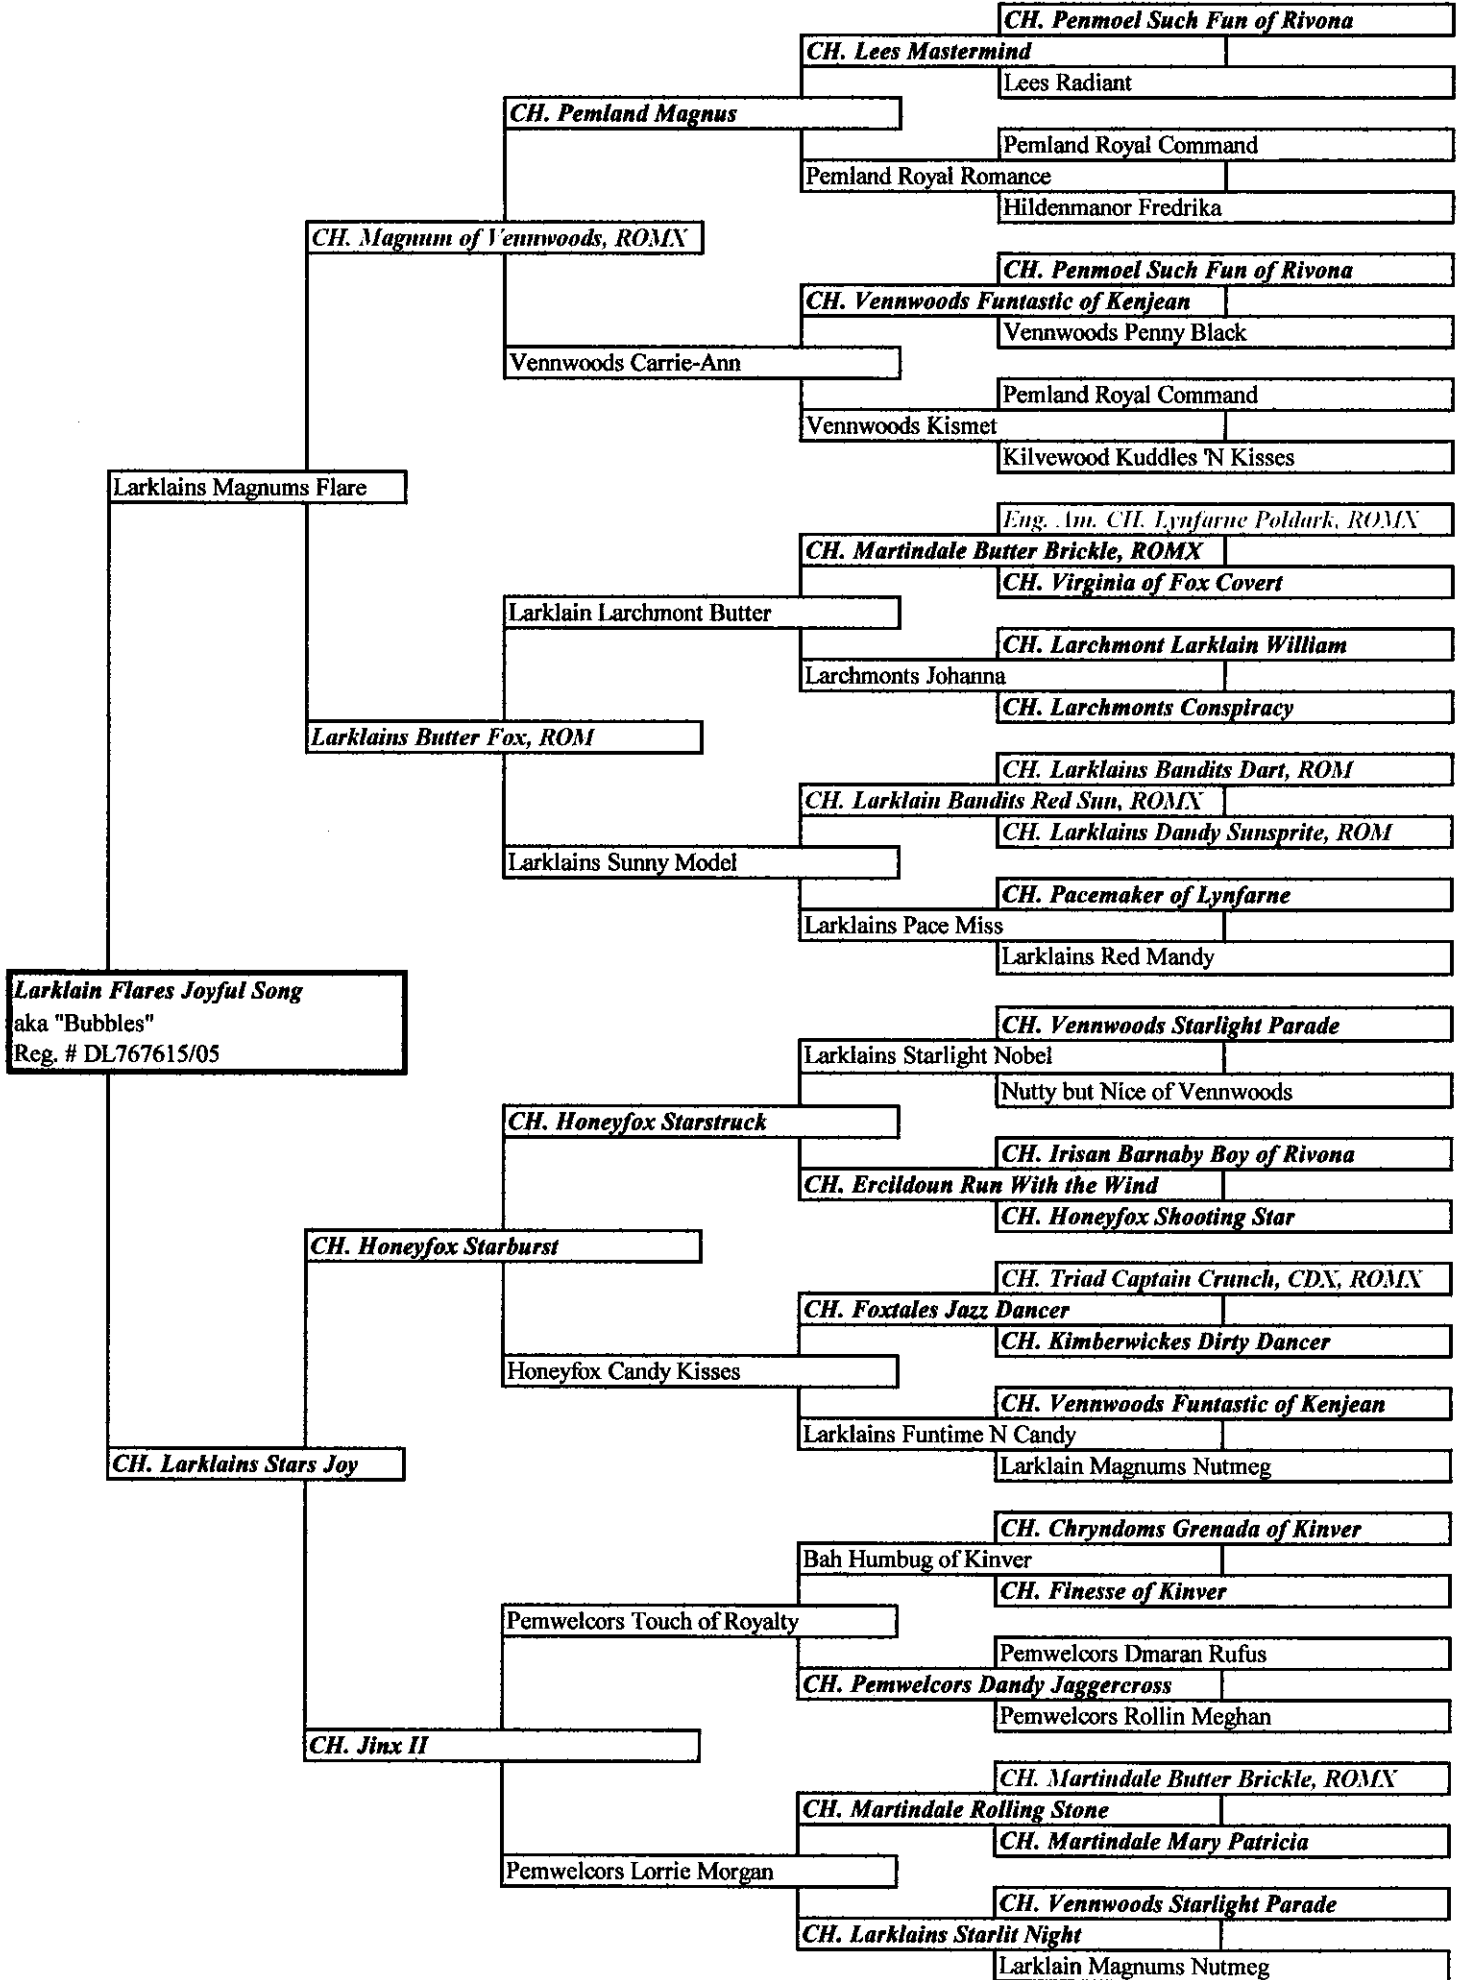 CH. Penmoel Such Fun of Rivona
CH. Lees Mastermind
Lees Radiant
CH. Pemland Magnus
Pemland Royal Command
Pemland Royal Romance
Hildenmanor Fredrika
CH. Magnum of Vennwoods, ROMX
CH. Penmoel Such Fun of Rivona
CH. Vennwoods Funtastic of Kenjean
Vennwoods Penny Black
Vennwoods Carrie-Ann
Pemland Royal Command
Vennwoods Kismet
Kilvewood Kuddles 'N Kisses
Larklains Magnums Flare
Eng. Am. CH. Lynfarne Poldark, ROMX
CH. Martindale Butter Brickle, ROMX
CH. Virginia of Fox Covert
Larklain Larchmont Butter
CH. Larchmont Larklain William
Larchmonts Johanna
CH. Larchmonts Conspiracy
Larklains Butter Fox, ROM
CH. Larklains Bandits Dart, ROM
CH. Larklain Bandits Red Sun, ROMX
CH. Larklains Dandy Sunsprite, ROM
Larklains Sunny Model
CH. Pacemaker of Lynfarne
Larklains Pace Miss
Larklains Red Mandy
Larklain Flares Joyful Song
aka "Bubbles"
Reg. # DL767615/05
CH. Vennwoods Starlight Parade
Larklains Starlight Nobel
Nutty but Nice of Vennwoods
CH. Honeyfox Starstruck
CH. Irisan Barnaby Boy of Rivona
CH. Ercildoun Run With the Wind
CH. Honeyfox Shooting Star
CH. Honeyfox Starburst
CH. Triad Captain Crunch, CDX, ROMX
CH. Foxtales Jazz Dancer
CH. Kimberwickes Dirty Dancer
Honeyfox Candy Kisses
CH. Vennwoods Funtastic of Kenjean
Larklains Funtime N Candy
Larklain Magnums Nutmeg
CH. Larklains Stars Joy
CH. Chryndoms Grenada of Kinver
Bah Humbug of Kinver
CH. Finesse of Kinver
Pemwelcors Touch of Royalty
Pemwelcors Dmaran Rufus
CH. Pemwelcors Dandy Jaggercross
Pemwelcors Rollin Meghan
CH. Jinx II
CH. Martindale Butter Brickle, ROMX
CH. Martindale Rolling Stone
CH. Martindale Mary Patricia
Pemwelcors Lorrie Morgan
CH. Vennwoods Starlight Parade
CH. Larklains Starlit Night
Larklain Magnums Nutmeg